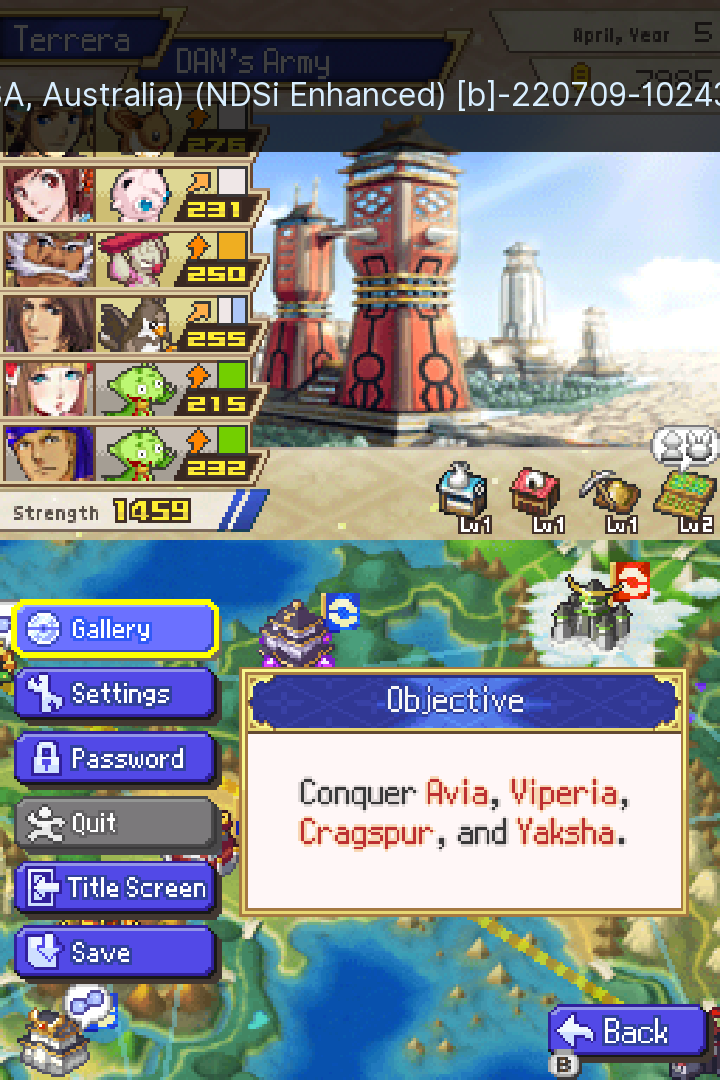 Terrera
DAN's Army
April, Year 5
SA, Australia) (NDSi Enhanced) [b]-220709-10243
276
231
250
255
215
232
Strength 1459
Lv1
Lv1
Lv1
Lv2
Gallery
Settings
Password
Quit
Title Screen
Save
Objective
Conquer Avia, Viperia,
Cragspur, and Yaksha.
Back
B